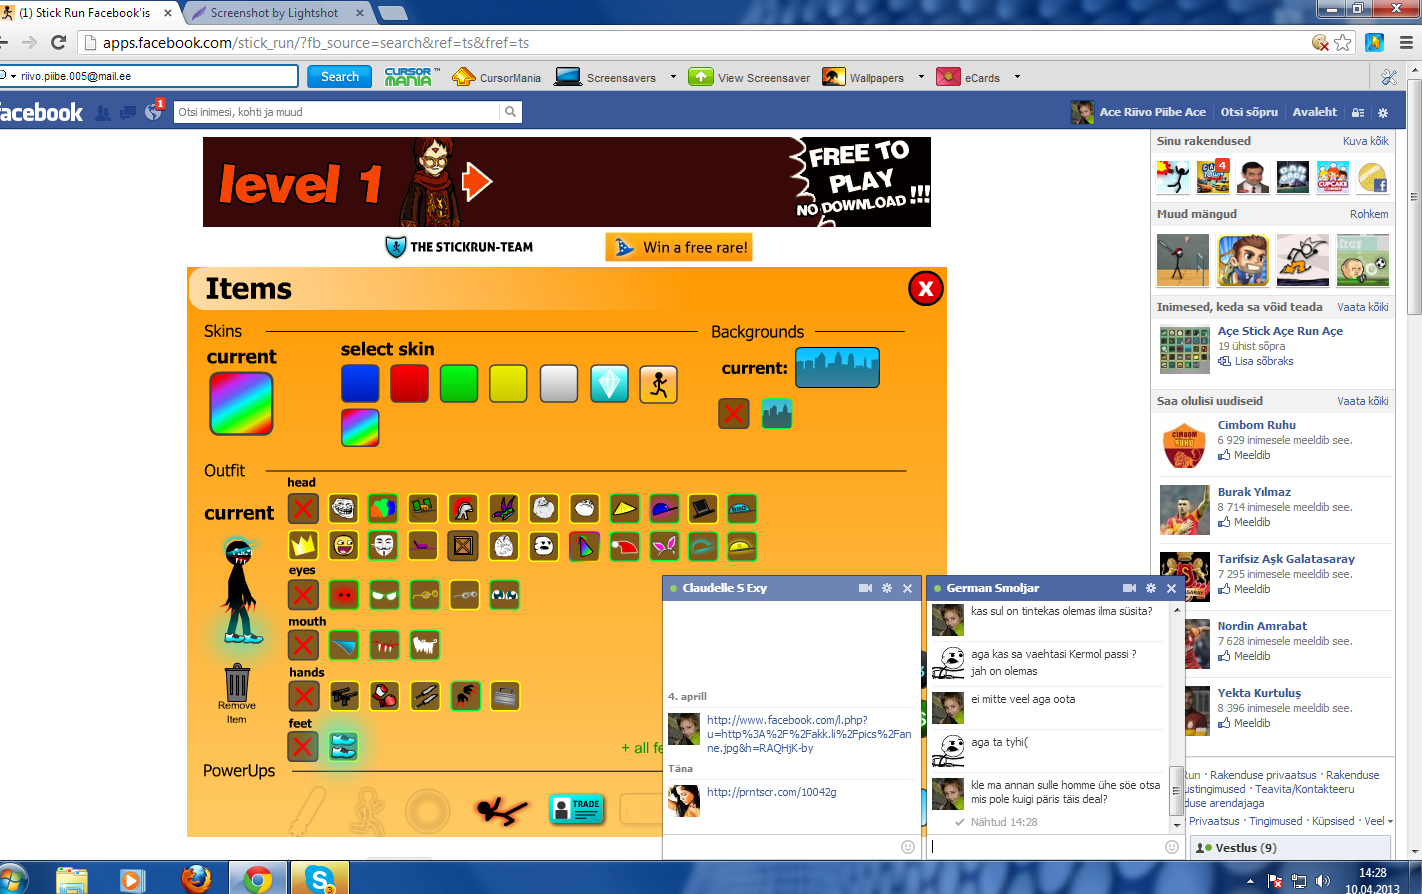 (1) Stick Run Facebook'is
Screenshot by Lightshot
apps.facebook.com/stick_run/?fb_source=search&ref=ts&fref=ts
riivo.piibe.005@mail.ee
Search
CURSOR MANIA
CursorMania
Screensavers
View Screensaver
Wallpapers
eCards
facebook
1
Otsi inimesi, kohti ja muud
Ace Riivo Piibe Ace
Otsi sõpru
Avaleht
level 1
FREE TO
PLAY
NO DOWNLOAD !!!
THE STICKRUN-TEAM
Win a free rare!
Items
X
Skins
Backgrounds
current
select skin
current:
Outfit
head
current
eyes
mouth
hands
Remove
Item
feet
+ all fe
PowerUps
TRADE
Claudelle S Exy
4. aprill
http://www.facebook.com/l.php?
u=http%3A%2F%2Fakk.li%2Fpics%2Fan
ne.jpg&h=RAQHjK-by
Täna
http://prntscr.com/10042g
German Smoljar
kas sul on tintekas olemas ilma süsita?
aga kas sa vaehtasi Kermol passi ?
jah on olemas
ei mitte veel aga oota
aga ta tyhi(
kle ma annan sulle homme ühe söe otsa
mis pole kuigi päris täis deal?
Nähtud 14:28
Sinu rakendused
Kuva kõik
4
Muud mängud
Rohkem
Inimesed, keda sa võid teada
Vaata kõiki
Açe Stick Açe Run Açe
19 ühist sõpra
Lisa sõbraks
Saa olulisi uudiseid
Vaata kõiki
Cimbom Ruhu
6 929 inimesele meeldib see.
Meeldib
Burak Yılmaz
8 714 inimesele meeldib see.
Meeldib
Tarifsiz Aşk Galatasaray
7 295 inimesele meeldib see.
Meeldib
Nordin Amrabat
7 628 inimesele meeldib see.
Meeldib
Yekta Kurtuluş
8 396 inimesele meeldib see.
Meeldib
Run · Rakenduse privaatsus · Rakenduse
ustingimused · Teavita/Kontakteeru
duse arendajaga
Privaatsus · Tingimused · Küpsised · Veel
Vestlus (9)
3
14:28
10.04.2013